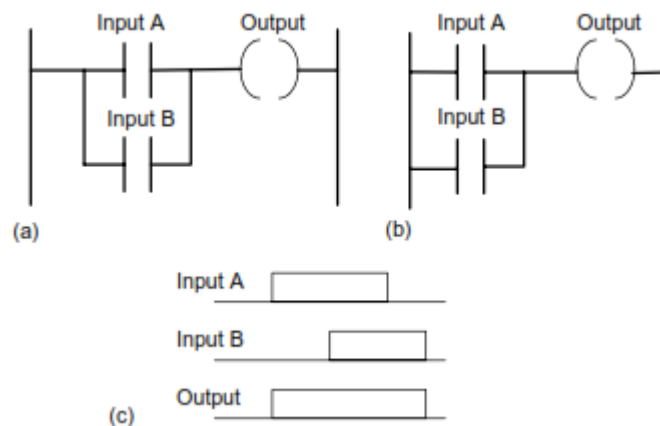 Input A Output
Input B
(a)
Input A Output
Input B
(b)
Input A
Input B
Output
(c)